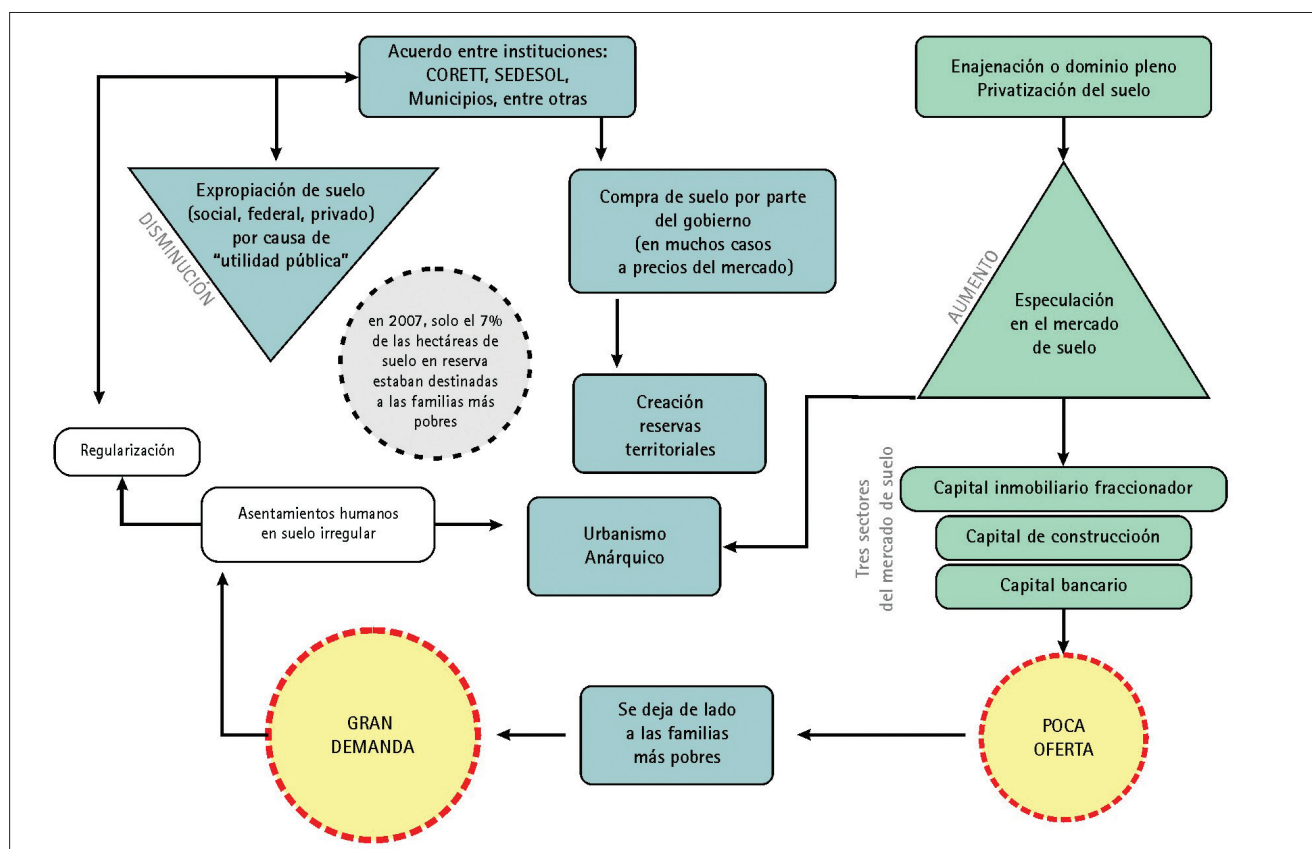 Acuerdo entre instituciones:
CORETT, SEDESOL,
Municipios, entre otras
Enajenación o dominio pleno
Privatización del suelo
Expropiación de suelo
(social, federal, privado)
por causa de
“utilidad pública”
DISMINUCIÓN
Compra de suelo por parte
del gobierno
(en muchos casos
a precios del mercado)
AUMENTO
Especulación
en el mercado
de suelo
en 2007, solo el 7%
de las hectáreas de
suelo en reserva
estaban destinadas
a las familias más
pobres
Creación
reservas
territoriales
Regularización
Asentamientos humanos
en suelo irregular
Urbanismo
Anárquico
Tres sectores
del mercado de suelo
Capital inmobiliario fraccionador
Capital de construccioón
Capital bancario
GRAN
DEMANDA
Se deja de lado
a las familias
más pobres
POCA
OFERTA